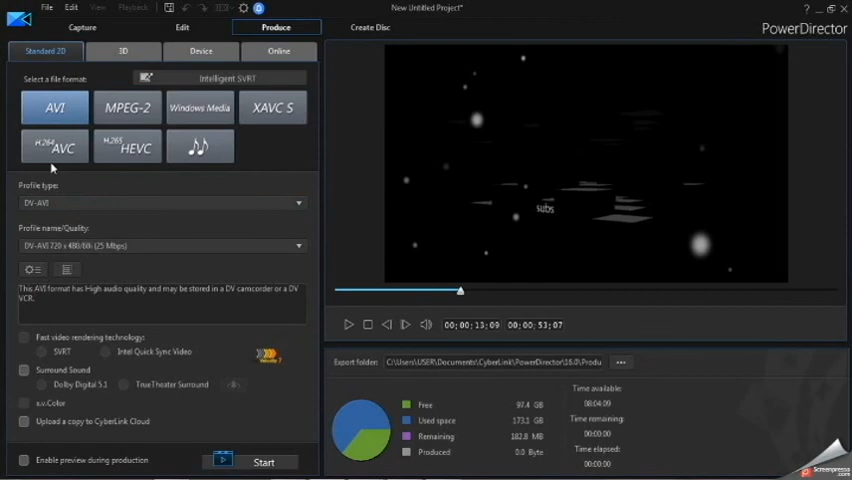 File Edit View Playback New Untitled Project* ?
Capture Edit Produce Create Disc PowerDirector
Standard 2D 3D Device Online
Select a file format: Intelligent SVRT
AVI MPEG-2 Windows Media XAVC S
H.264 AVC H.265 HEVC
Profile type:
DV-AVI
Profile name/Quality:
DV-AVI 720 x 480/60i (25 Mbps)
This AVI format has High audio quality and may be stored in a DV camcorder or a DV
VCR.
Fast video rendering technology:
SVRT Intel Quick Sync Video
Surround Sound
Dolby Digital 5.1 TrueTheater Surround
x.v.Color
Upload a copy to CyberLink Cloud
Enable preview during production Start
subs
00;00;13;09 00;00;53;07
Export folder: C:\Users\USER\Documents\CyberLink\PowerDirector\16.0\Produ ...
Free 97.4 GB
Used space 173.1 GB
Remaining 182.8 MB
Produced 0.0 Byte
Time available:
08:04:09
Time remaining:
00:00:00
Time elapsed:
00:00:00
Screenpresso